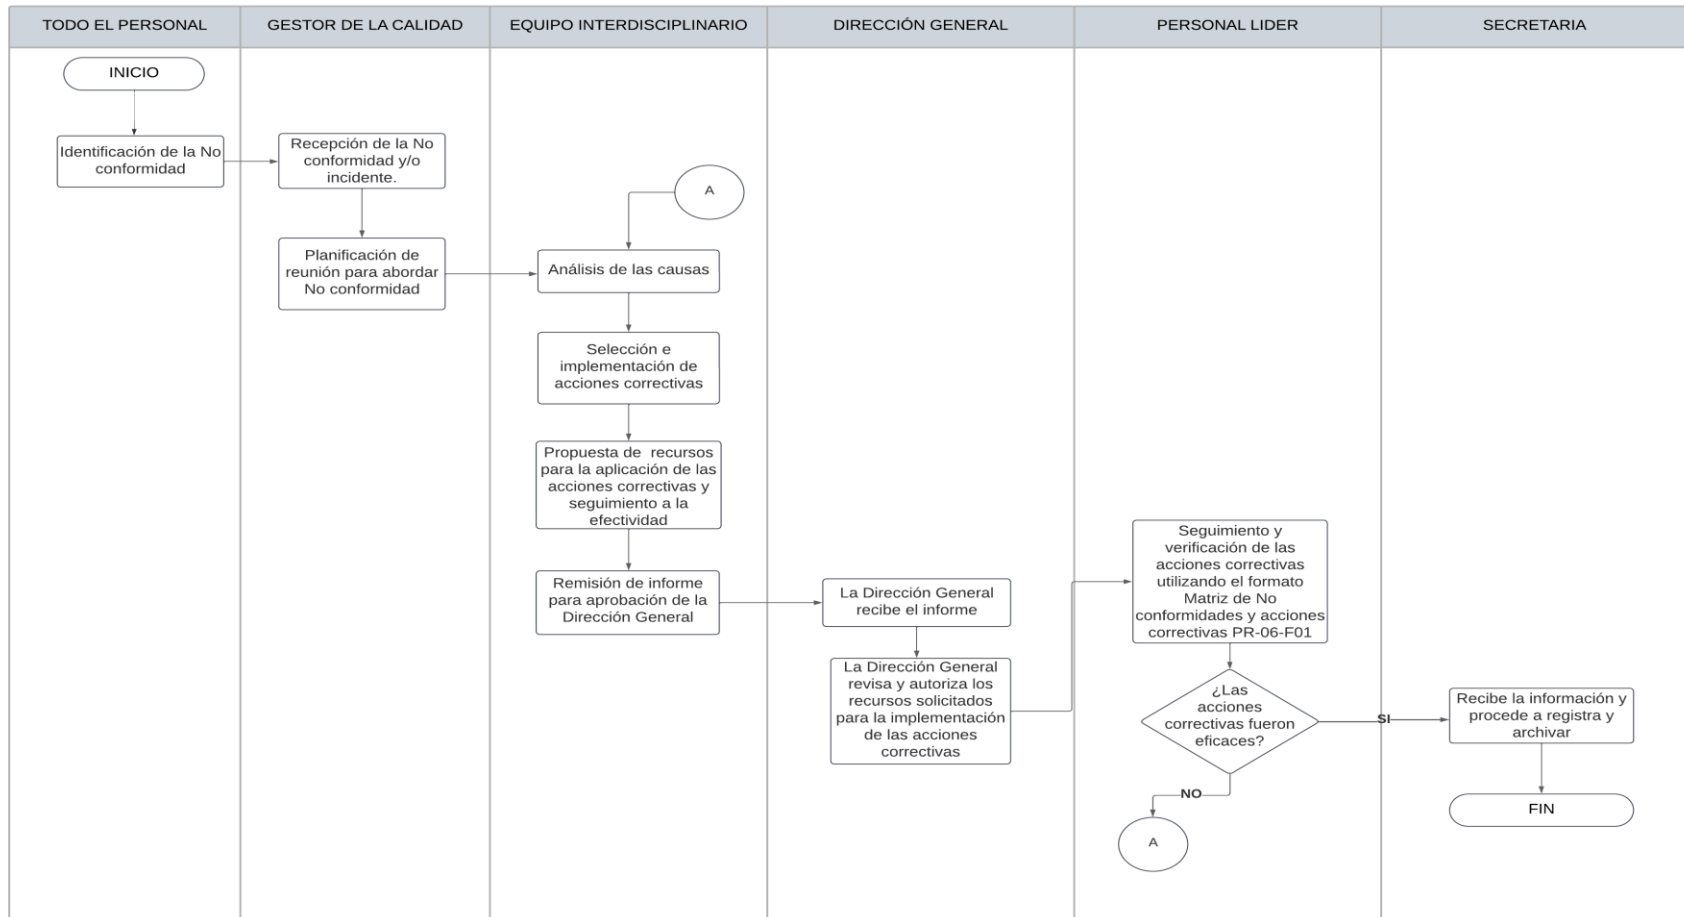 TODO EL PERSONAL
GESTOR DE LA CALIDAD
EQUIPO INTERDISCIPLINARIO
DIRECCIÓN GENERAL
PERSONAL LIDER
SECRETARIA
INICIO
Identificación de la No
conformidad
Recepción de la No
conformidad y/o
incidente.
Planificación de
reunión para abordar
No conformidad
A
Análisis de las causas
Selección e
implementación de
acciones correctivas
Propuesta de recursos
para la aplicación de las
acciones correctivas y
seguimiento a la
efectividad
Remisión de informe
para aprobación de la
Dirección General
La Dirección General
recibe el informe
La Dirección General
revisa y autoriza los
recursos solicitados
para la implementación
de las acciones
correctivas
Seguimiento y
verificación de las
acciones correctivas
utilizando el formato
Matriz de No
conformidades y acciones
correctivas PR-06-F01
¿Las
acciones
correctivas fueron
eficaces?
SI
NO
A
Recibe la información y
procede a registra y
archivar
FIN